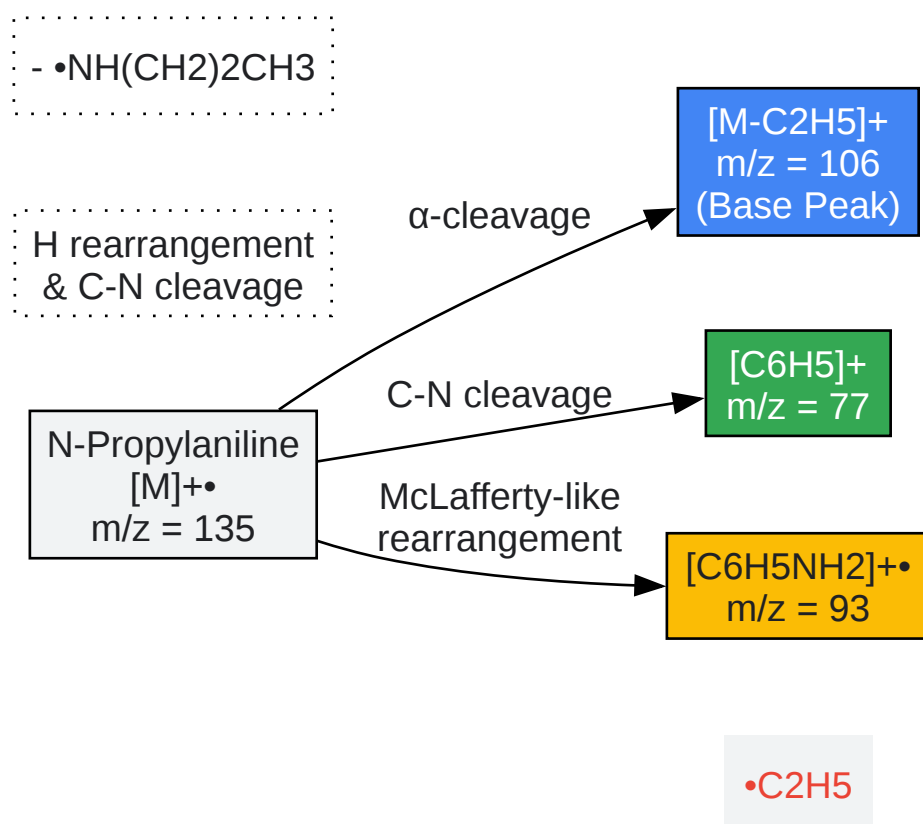 - •NH(CH2)2CH3
[M-C2H5]+
m/z = 106
(Base Peak)
α-cleavage
H rearrangement
& C-N cleavage
[C6H5]+
m/z = 77
C-N cleavage
N-Propylaniline
[M]+•
m/z = 135
McLafferty-like
rearrangement
[C6H5NH2]+•
m/z = 93
•C2H5